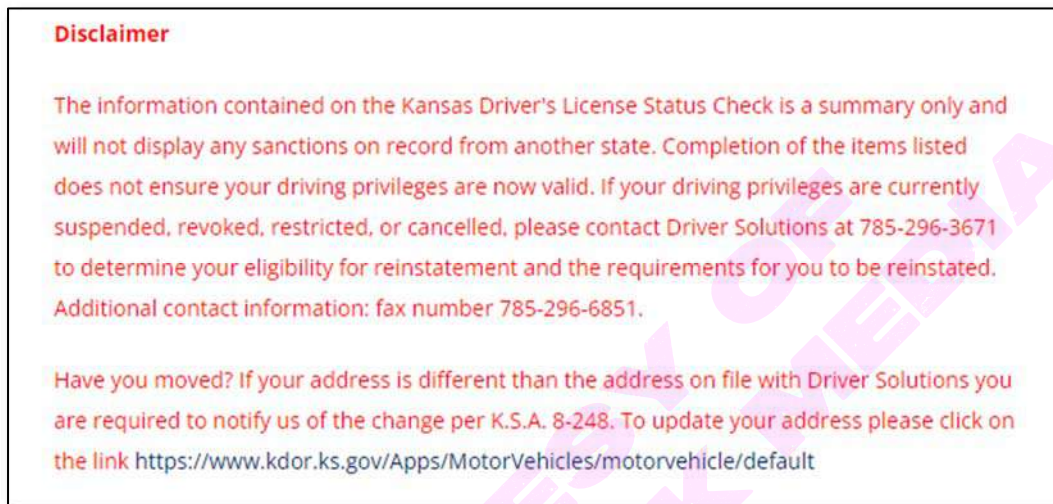 Disclaimer
The information contained on the Kansas Driver's License Status Check is a summary only and
will not display any sanctions on record from another state. Completion of the items listed
does not ensure your driving privileges are now valid. If your driving privileges are currently
suspended, revoked, restricted, or cancelled, please contact Driver Solutions at 785-296-3671
to determine your eligibility for reinstatement and the requirements for you to be reinstated.
Additional contact information: fax number 785-296-6851.
Have you moved? If your address is different than the address on file with Driver Solutions you
are required to notify us of the change per K.S.A. 8-248. To update your address please click on
the link https://www.kdor.ks.gov/Apps/MotorVehicles/motorvehicle/default